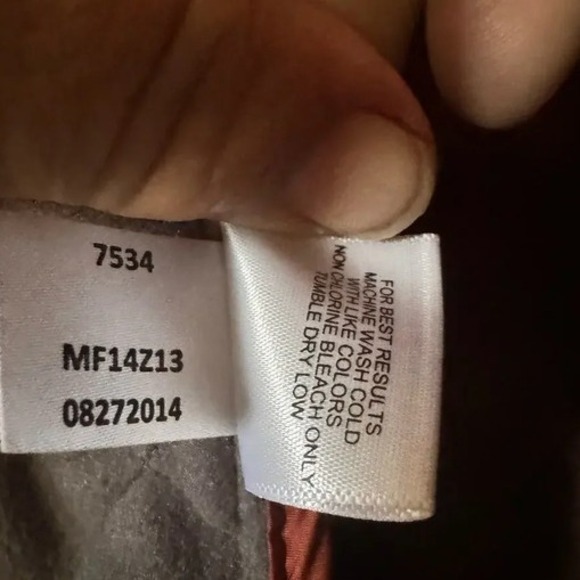 7534
MF14Z13
08272014
FOR BEST RESULTS
MACHINE WASH COLD
WITH LIKE COLORS
NON CHLORINE BLEACH ONLY
TUMBLE DRY LOW